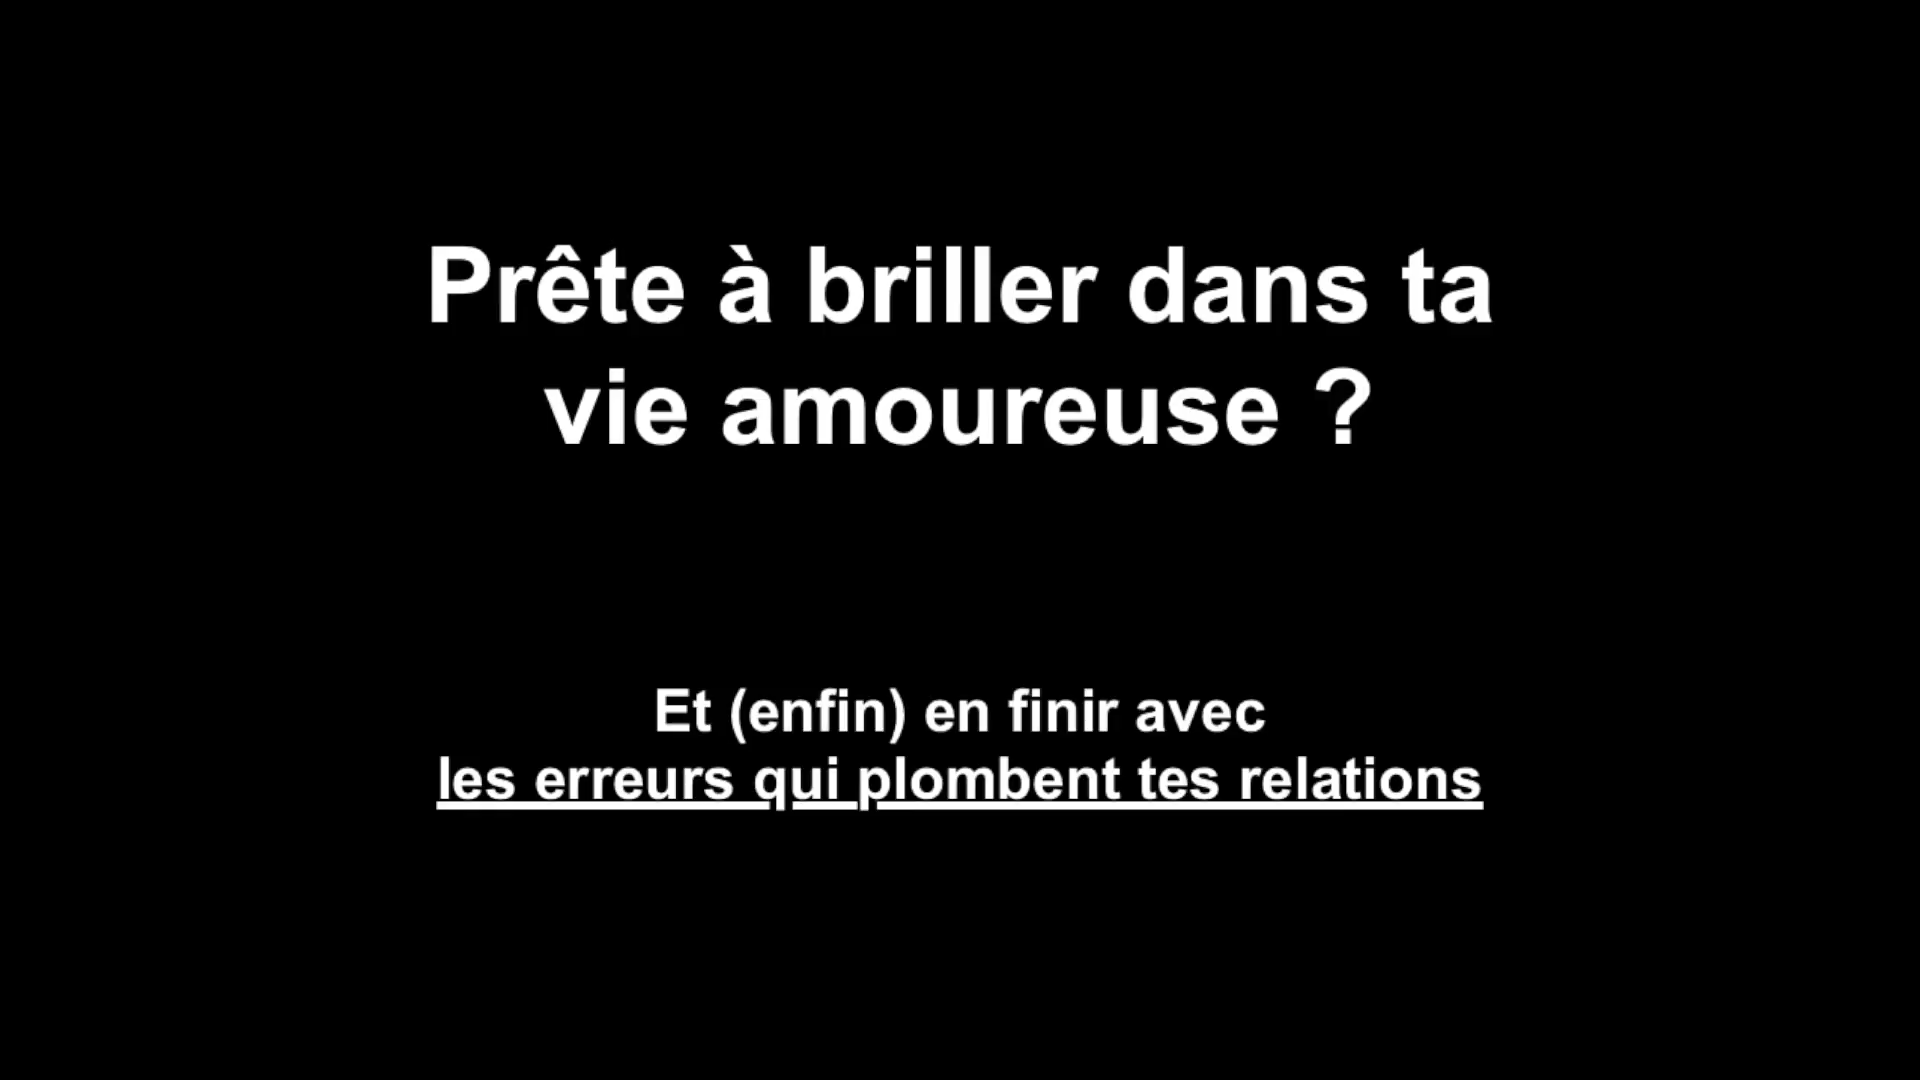 Prête à briller dans ta
vie amoureuse ?
Et (enfin) en finir avec
les erreurs qui plombent tes relations